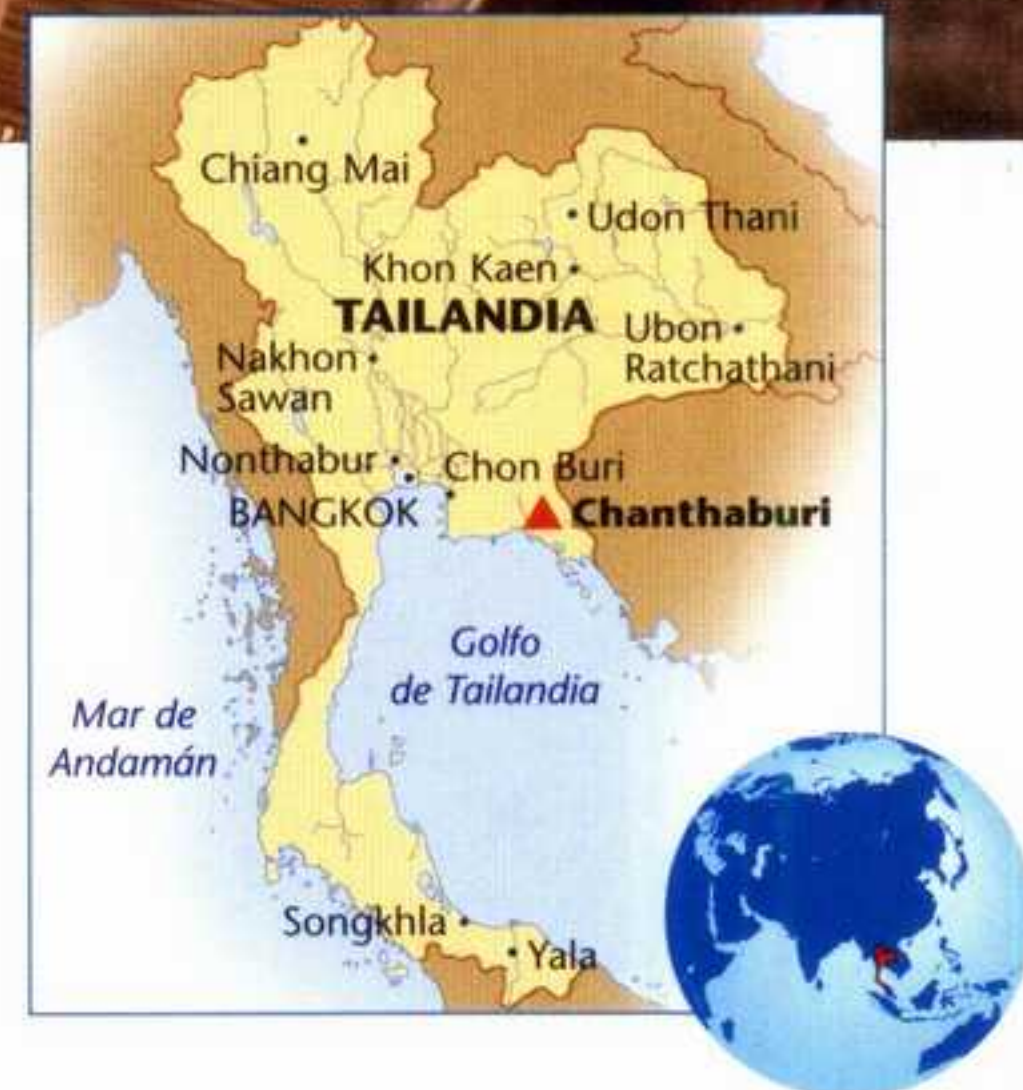 Chiang Mai
Udon Thani
Khon Kaen
TAILANDIA
Ubon
Ratchathani
Nakhon
Sawan
Nonthabur
Chon Buri
BANGKOK
Chanthaburi
Golfo
de Tailandia
Mar de
Andamán
Songkhla
Yala